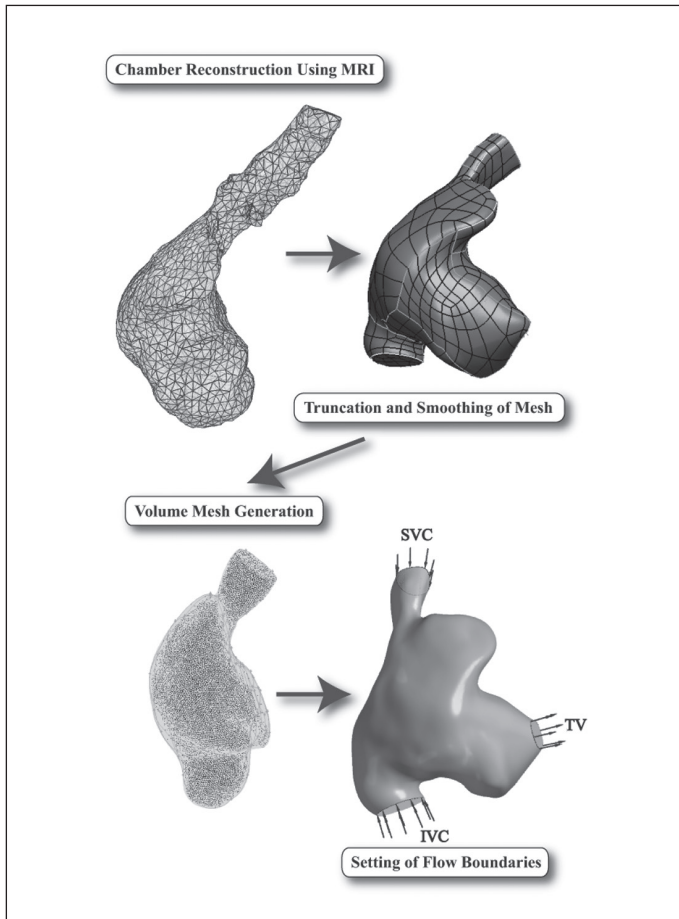 Chamber Reconstruction Using MRI
Truncation and Smoothing of Mesh
Volume Mesh Generation
SVC
TV
IVC
Setting of Flow Boundaries